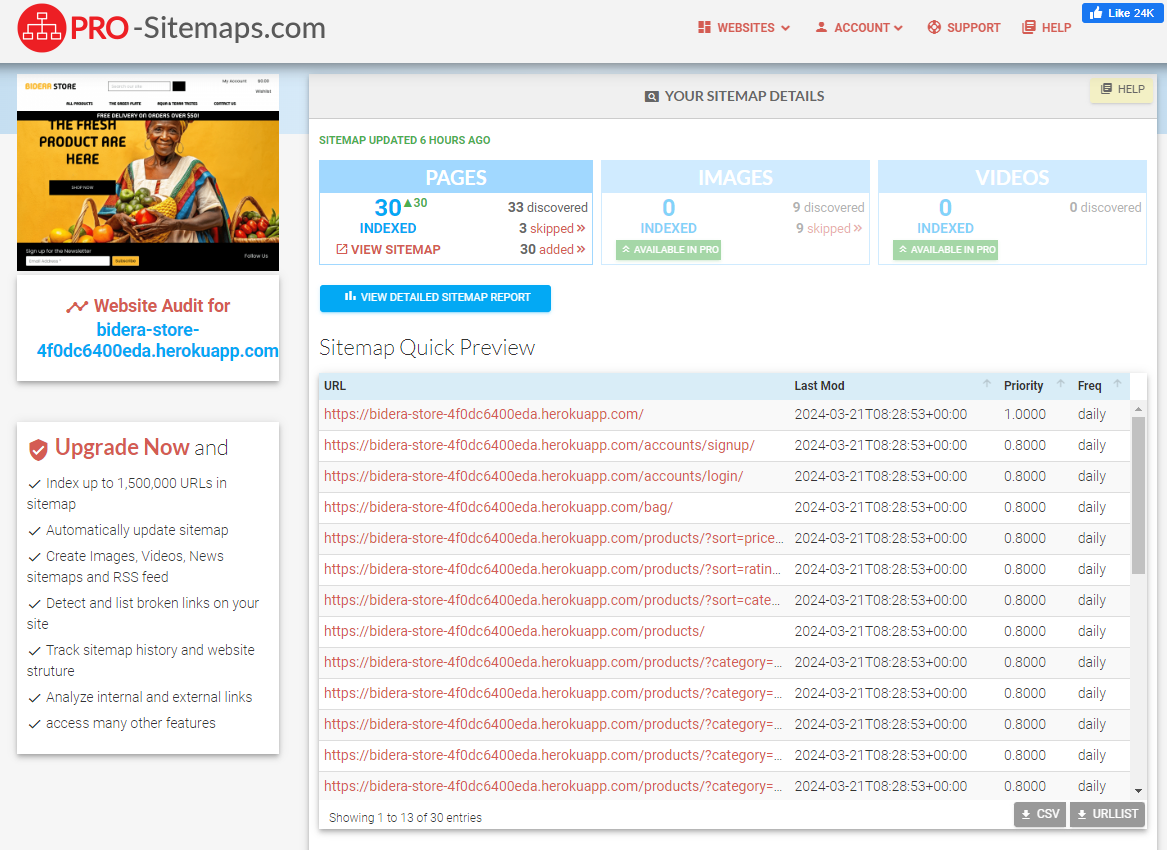 PRO -Sitemaps.com
WEBSITES
ACCOUNT
SUPPORT
HELP
Like 24K
BIDERA STORE
Search our site
My Account
$0.00
Wishlist
ALL PRODUCTS
THE GREEN PLATE
AQUA & TERRA TASTES
CONTACT US
FREE DELIVERY ON ORDERS OVER $50!
THE FRESH
PRODUCT ARE
HERE
SHOP NOW
Sign up for the Newsletter
Email Address *
Subscribe
Follow Us
Website Audit for
bidera-store-
4f0dc6400eda.herokuapp.com
Upgrade Now and
Index up to 1,500,000 URLs in
sitemap
Automatically update sitemap
Create Images, Videos, News
sitemaps and RSS feed
Detect and list broken links on your
site
Track sitemap history and website
struture
Analyze internal and external links
access many other features
YOUR SITEMAP DETAILS
HELP
SITEMAP UPDATED 6 HOURS AGO
PAGES
30 ▲30
INDEXED
VIEW SITEMAP
33 discovered
3 skipped »
30 added »
IMAGES
0
INDEXED
AVAILABLE IN PRO
9 discovered
9 skipped »
VIDEOS
0
INDEXED
AVAILABLE IN PRO
0 discovered
VIEW DETAILED SITEMAP REPORT
Sitemap Quick Preview
URL Last Mod Priority Freq
https://bidera-store-4f0dc6400eda.herokuapp.com/ 2024-03-21T08:28:53+00:00 1.0000 daily
https://bidera-store-4f0dc6400eda.herokuapp.com/accounts/signup/ 2024-03-21T08:28:53+00:00 0.8000 daily
https://bidera-store-4f0dc6400eda.herokuapp.com/accounts/login/ 2024-03-21T08:28:53+00:00 0.8000 daily
https://bidera-store-4f0dc6400eda.herokuapp.com/bag/ 2024-03-21T08:28:53+00:00 0.8000 daily
https://bidera-store-4f0dc6400eda.herokuapp.com/products/?sort=price... 2024-03-21T08:28:53+00:00 0.8000 daily
https://bidera-store-4f0dc6400eda.herokuapp.com/products/?sort=ratin... 2024-03-21T08:28:53+00:00 0.8000 daily
https://bidera-store-4f0dc6400eda.herokuapp.com/products/?sort=cate... 2024-03-21T08:28:53+00:00 0.8000 daily
https://bidera-store-4f0dc6400eda.herokuapp.com/products/ 2024-03-21T08:28:53+00:00 0.8000 daily
https://bidera-store-4f0dc6400eda.herokuapp.com/products/?category=... 2024-03-21T08:28:53+00:00 0.8000 daily
https://bidera-store-4f0dc6400eda.herokuapp.com/products/?category=... 2024-03-21T08:28:53+00:00 0.8000 daily
https://bidera-store-4f0dc6400eda.herokuapp.com/products/?category=... 2024-03-21T08:28:53+00:00 0.8000 daily
https://bidera-store-4f0dc6400eda.herokuapp.com/products/?category=... 2024-03-21T08:28:53+00:00 0.8000 daily
https://bidera-store-4f0dc6400eda.herokuapp.com/products/?category=... 2024-03-21T08:28:53+00:00 0.8000 daily
Showing 1 to 13 of 30 entries
CSV
URLLIST